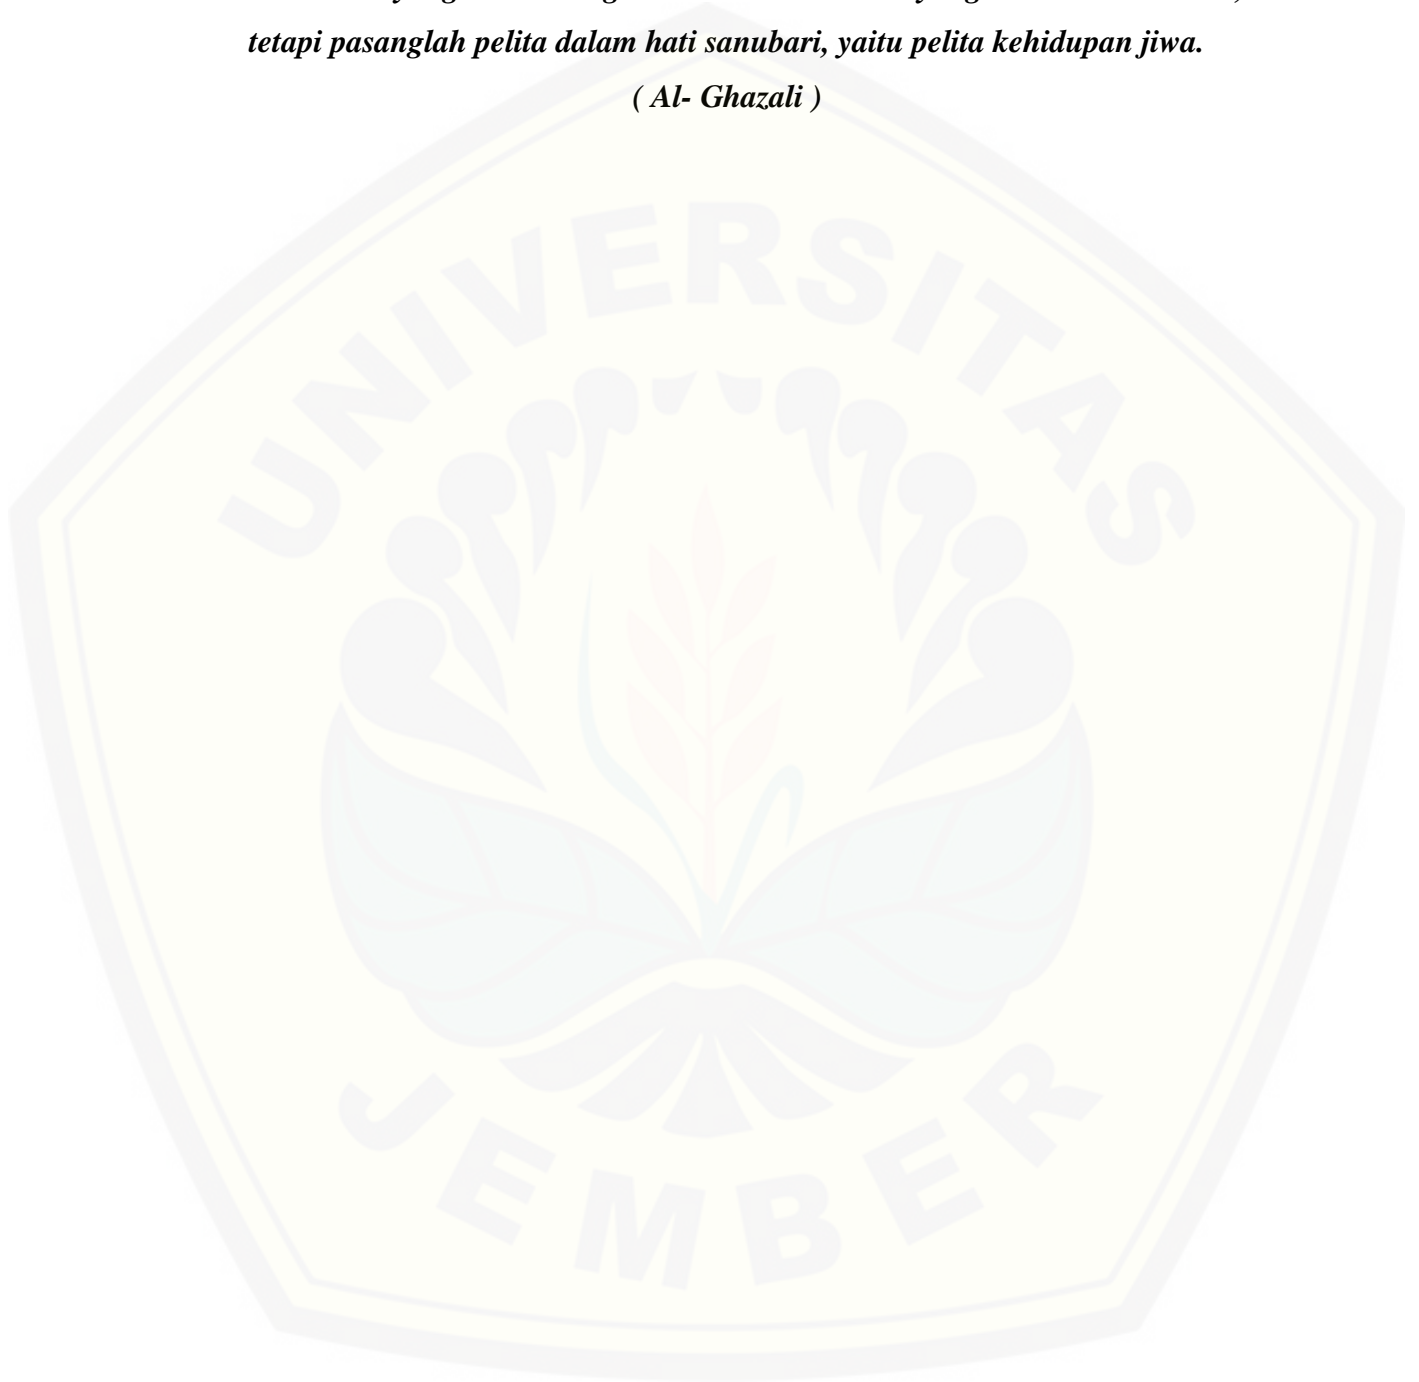 tetapi pasanglah pelita dalam hati sanubari, yaitu pelita kehidupan jiwa.
( Al- Ghazali )
UNIVERSITAS
JEMBER